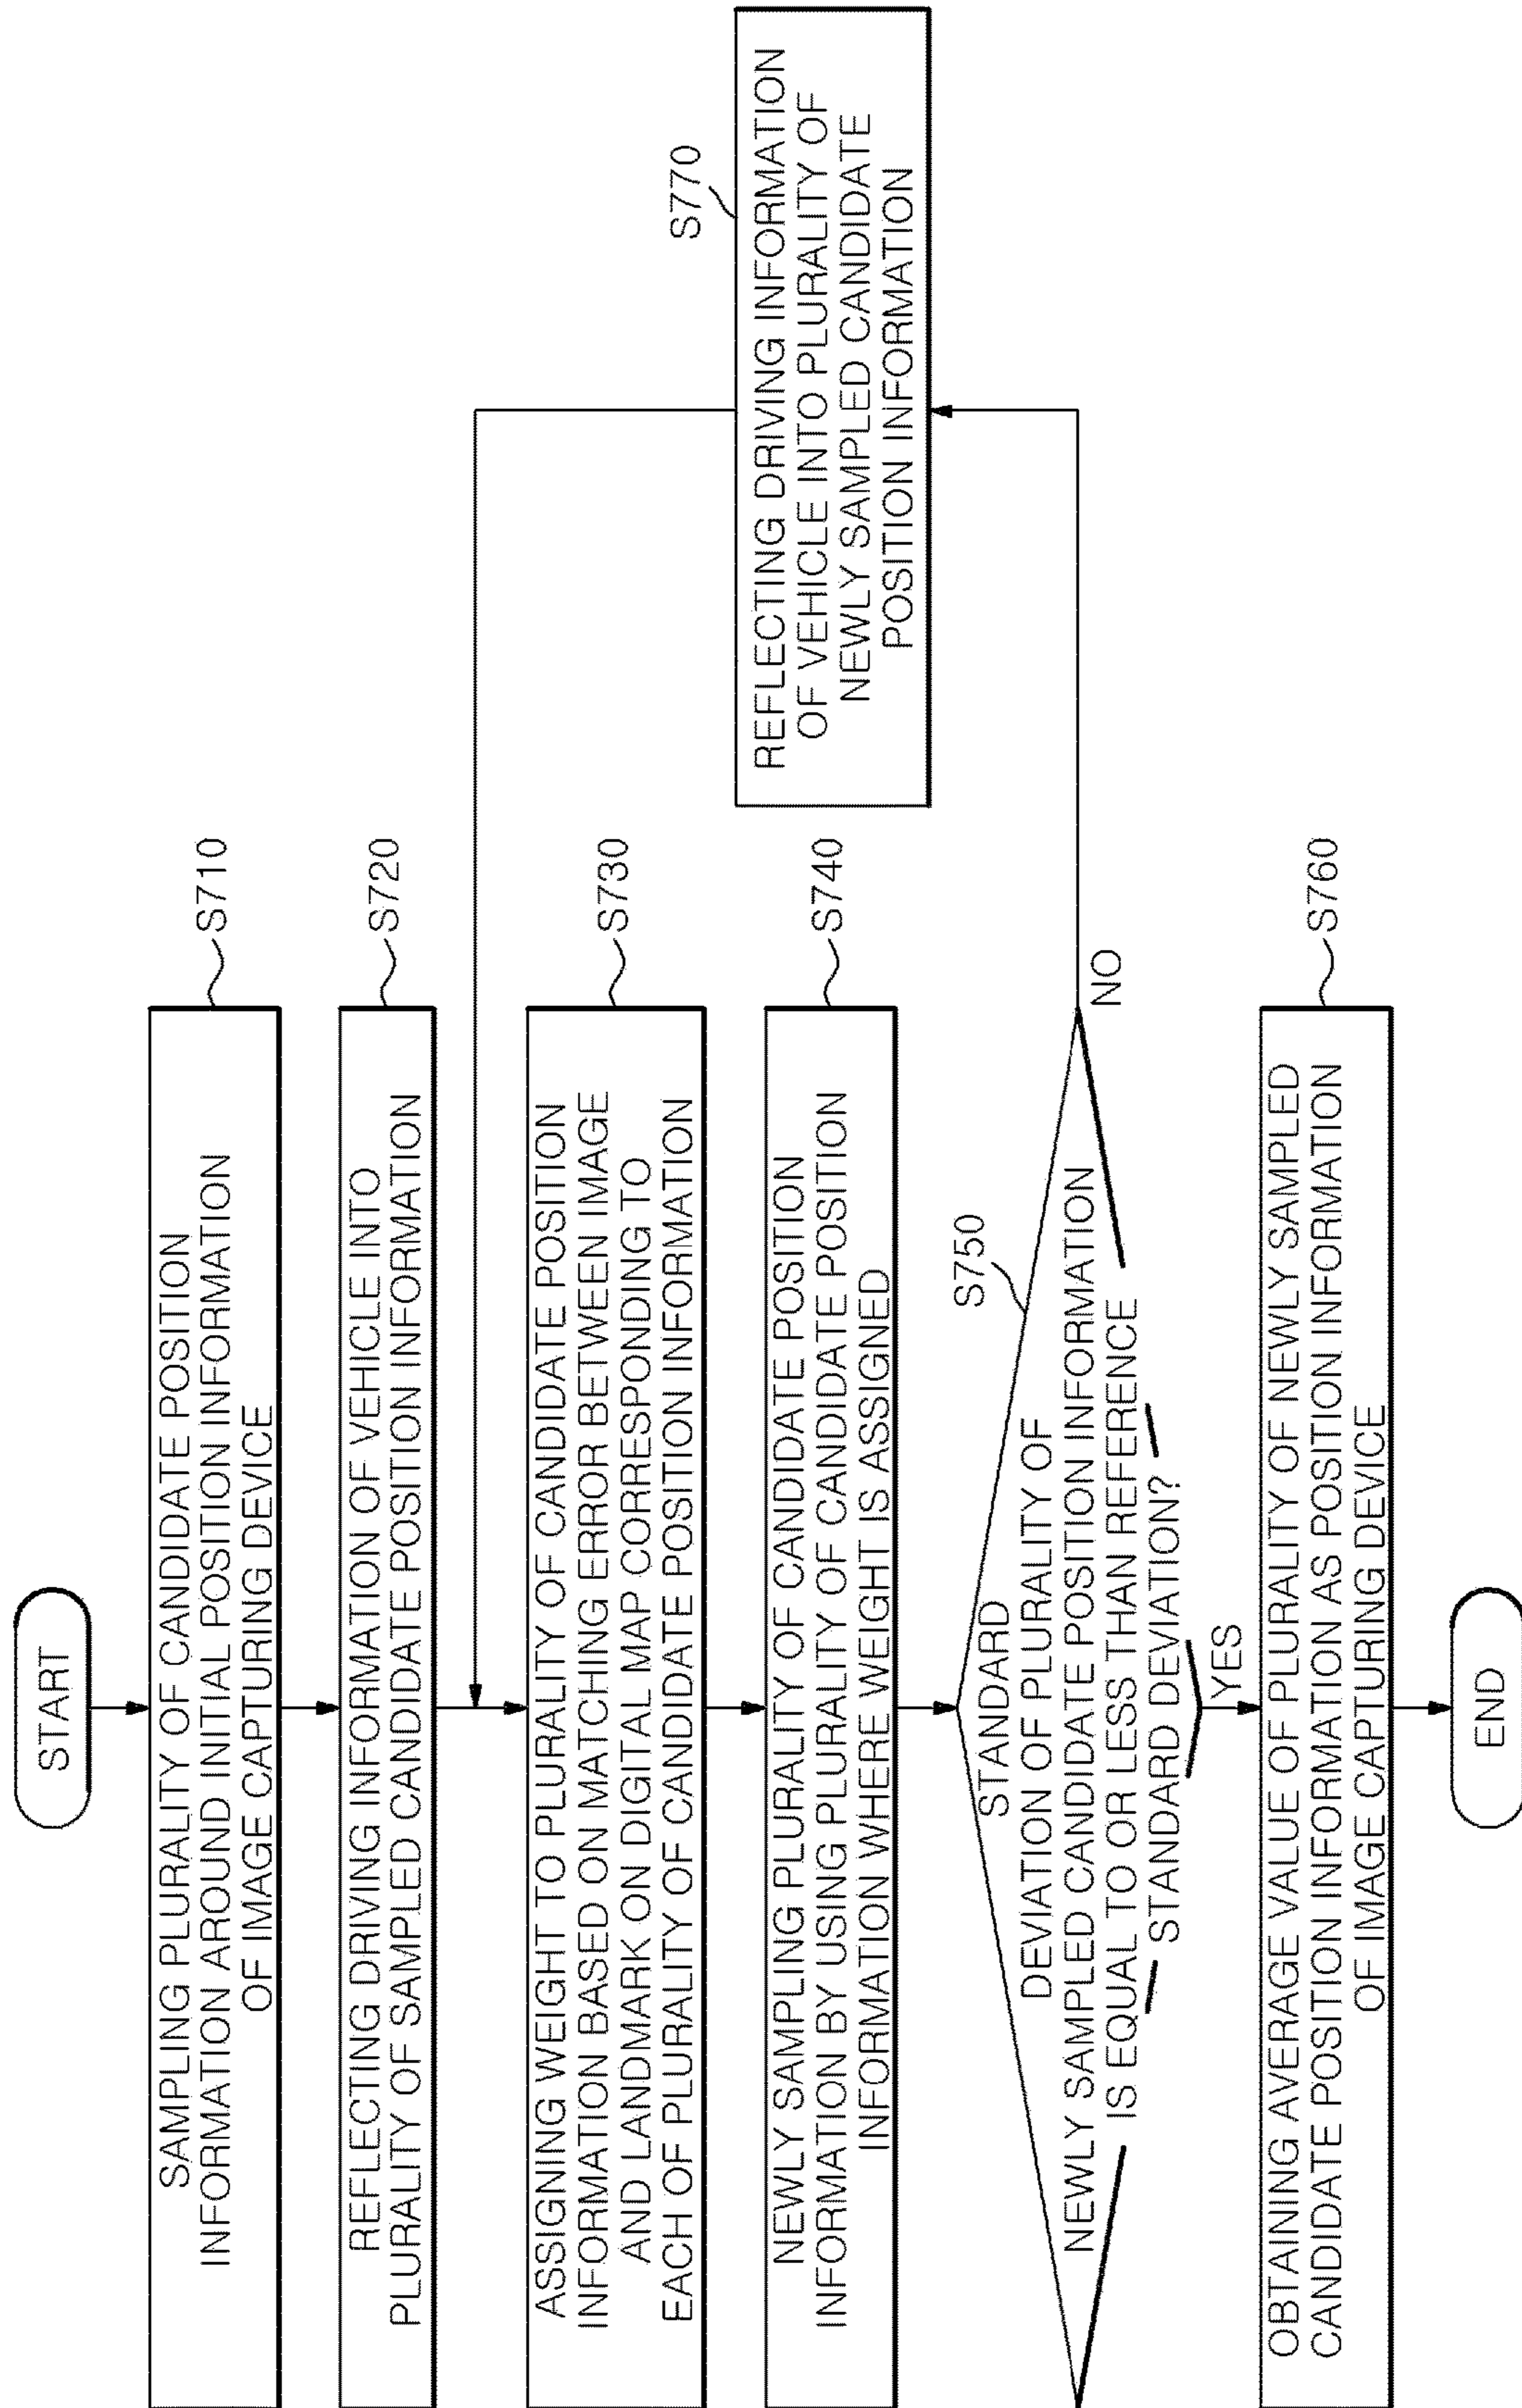 START
SAMPLING PLURALITY OF CANDIDATE POSITION
INFORMATION AROUND INITIAL POSITION INFORMATION
OF IMAGE CAPTURING DEVICE
S710
REFLECTING DRIVING INFORMATION OF VEHICLE INTO
PLURALITY OF SAMPLED CANDIDATE POSITION INFORMATION
S720
ASSIGNING WEIGHT TO PLURALITY OF CANDIDATE POSITION
INFORMATION BASED ON MATCHING ERROR BETWEEN IMAGE
AND LANDMARK ON DIGITAL MAP CORRESPONDING TO
EACH OF PLURALITY OF CANDIDATE POSITION INFORMATION
S730
NEWLY SAMPLING PLURALITY OF CANDIDATE POSITION
INFORMATION BY USING PLURALITY OF CANDIDATE POSITION
INFORMATION WHERE WEIGHT IS ASSIGNED
S740
STANDARD
DEVIATION OF PLURALITY OF
NEWLY SAMPLED CANDIDATE POSITION INFORMATION
IS EQUAL TO OR LESS THAN REFERENCE
STANDARD DEVIATION?
S750
NO
YES
REFLECTING DRIVING INFORMATION
OF VEHICLE INTO PLURALITY OF
NEWLY SAMPLED CANDIDATE
POSITION INFORMATION
S770
OBTAINING AVERAGE VALUE OF PLURALITY OF NEWLY SAMPLED
CANDIDATE POSITION INFORMATION AS POSITION INFORMATION
OF IMAGE CAPTURING DEVICE
S760
END